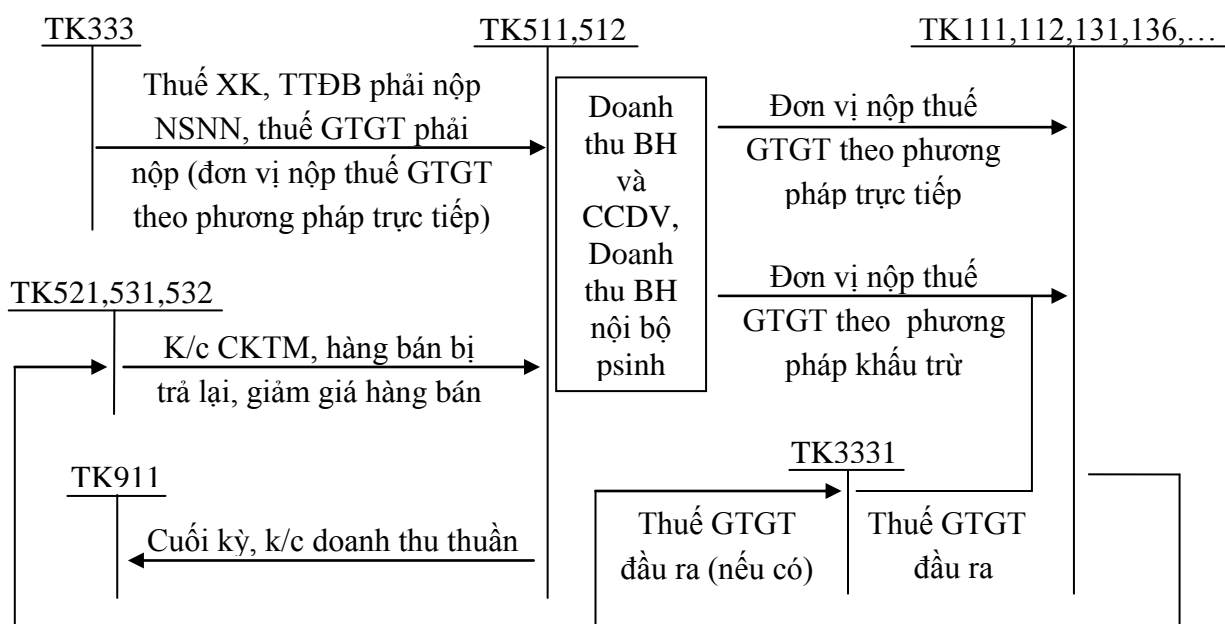 TK333
TK511,512
TK111,112,131,136,…
Thuế XK, TTĐB phải nộp
NSNN, thuế GTGT phải
nộp (đơn vị nộp thuế GTGT
theo phương pháp trực tiếp)
Doanh
thu BH
và
CCDV,
Doanh
thu BH
nội bộ
psinh
Đơn vị nộp thuế
GTGT theo phương
pháp trực tiếp
Đơn vị nộp thuế
GTGT theo phương
pháp khấu trừ
TK521,531,532
K/c CKTM, hàng bán bị
trả lại, giảm giá hàng bán
TK911
Cuối kỳ, k/c doanh thu thuần
TK3331
Thuế GTGT
đầu ra (nếu có)
Thuế GTGT
đầu ra